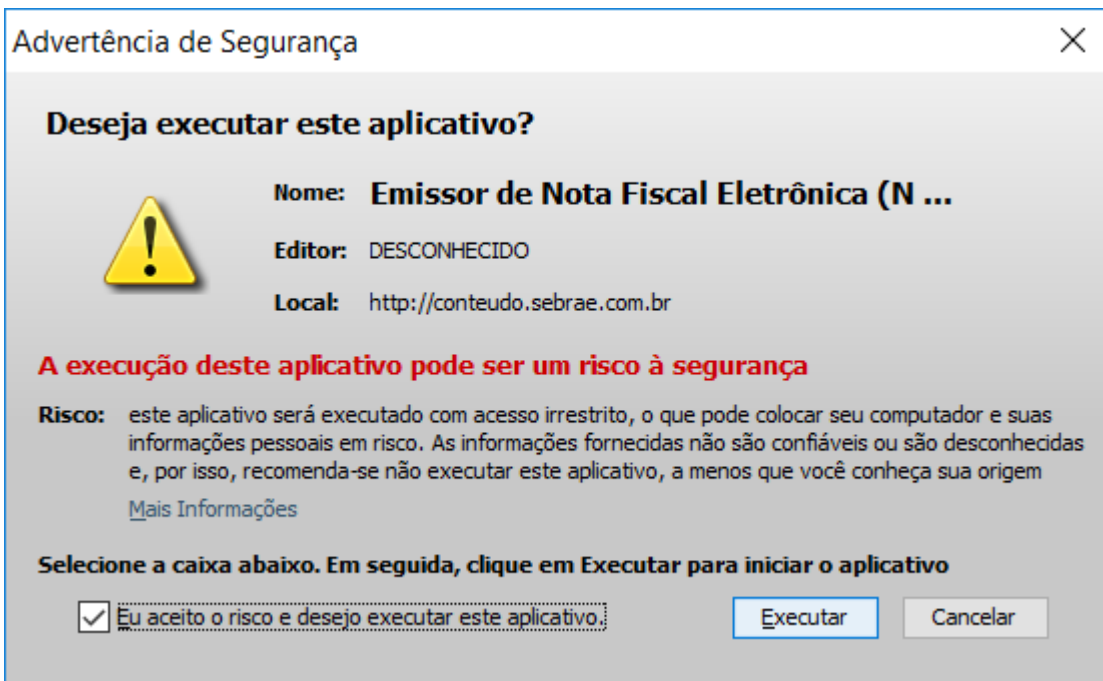 Advertência de Segurança
Deseja executar este aplicativo?
Nome: Emissor de Nota Fiscal Eletrônica (N ...
Editor: DESCONHECIDO
Local: http://conteudo.sebrae.com.br
A execução deste aplicativo pode ser um risco à segurança
Risco: este aplicativo será executado com acesso irrestrito, o que pode colocar seu computador e suas
informações pessoais em risco. As informações fornecidas não são confiáveis ou são desconhecidas
e, por isso, recomenda-se não executar este aplicativo, a menos que você conheça sua origem
Mais Informações
Selecione a caixa abaixo. Em seguida, clique em Executar para iniciar o aplicativo
Eu aceito o risco e desejo executar este aplicativo. Executar Cancelar